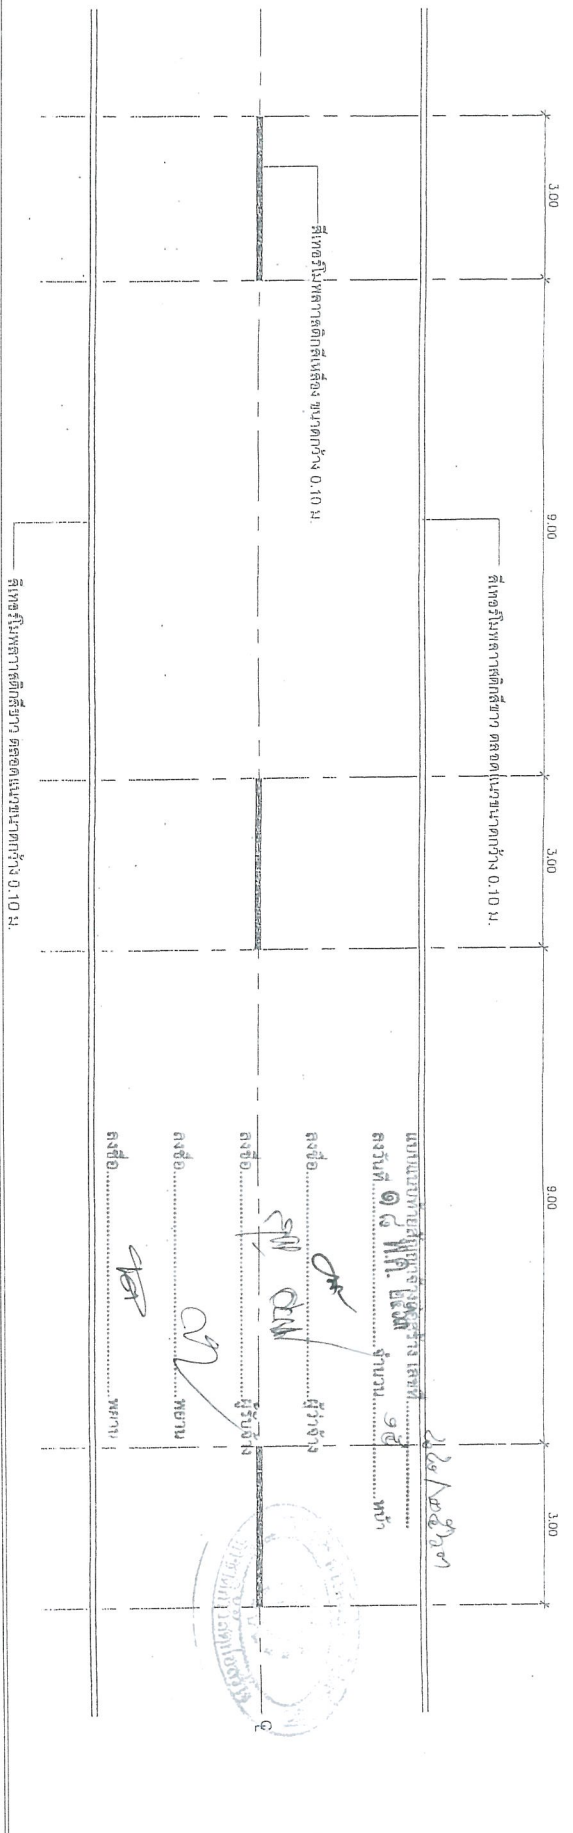 3.00
9.00
3.00
9.00
3.00
สีเทอร์โมพลาสติกสีขาว ตลอดแนวขนาดกว้าง 0.10 ม.
สีเทอร์โมพลาสติกสีเหลือง ขนาดกว้าง 0.10 ม.
สีเทอร์โมพลาสติกสีขาว ตลอดแนวขนาดกว้าง 0.10 ม.
แบบแนบท้ายสัญญาจ้างก่อสร้าง เลขที่
ลงวันที่ ๑๘ พ.ค. จำนวน ๑๕ หน้า
ลงชื่อ ผู้ว่าจ้าง
ลงชื่อ ผู้รับจ้าง
ลงชื่อ พยาน
ลงชื่อ พยาน
CL